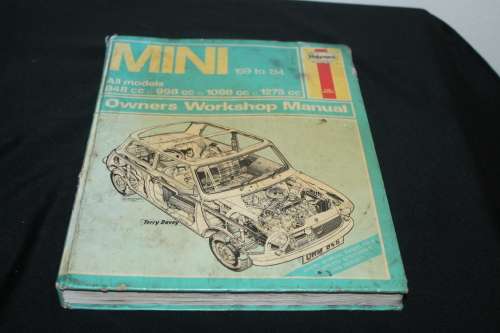 MINI '69 to '84
Haynes
All models
848 cc : 998 cc : 1098 cc : 1275 cc
Owners Workshop Manual
Terry Davey